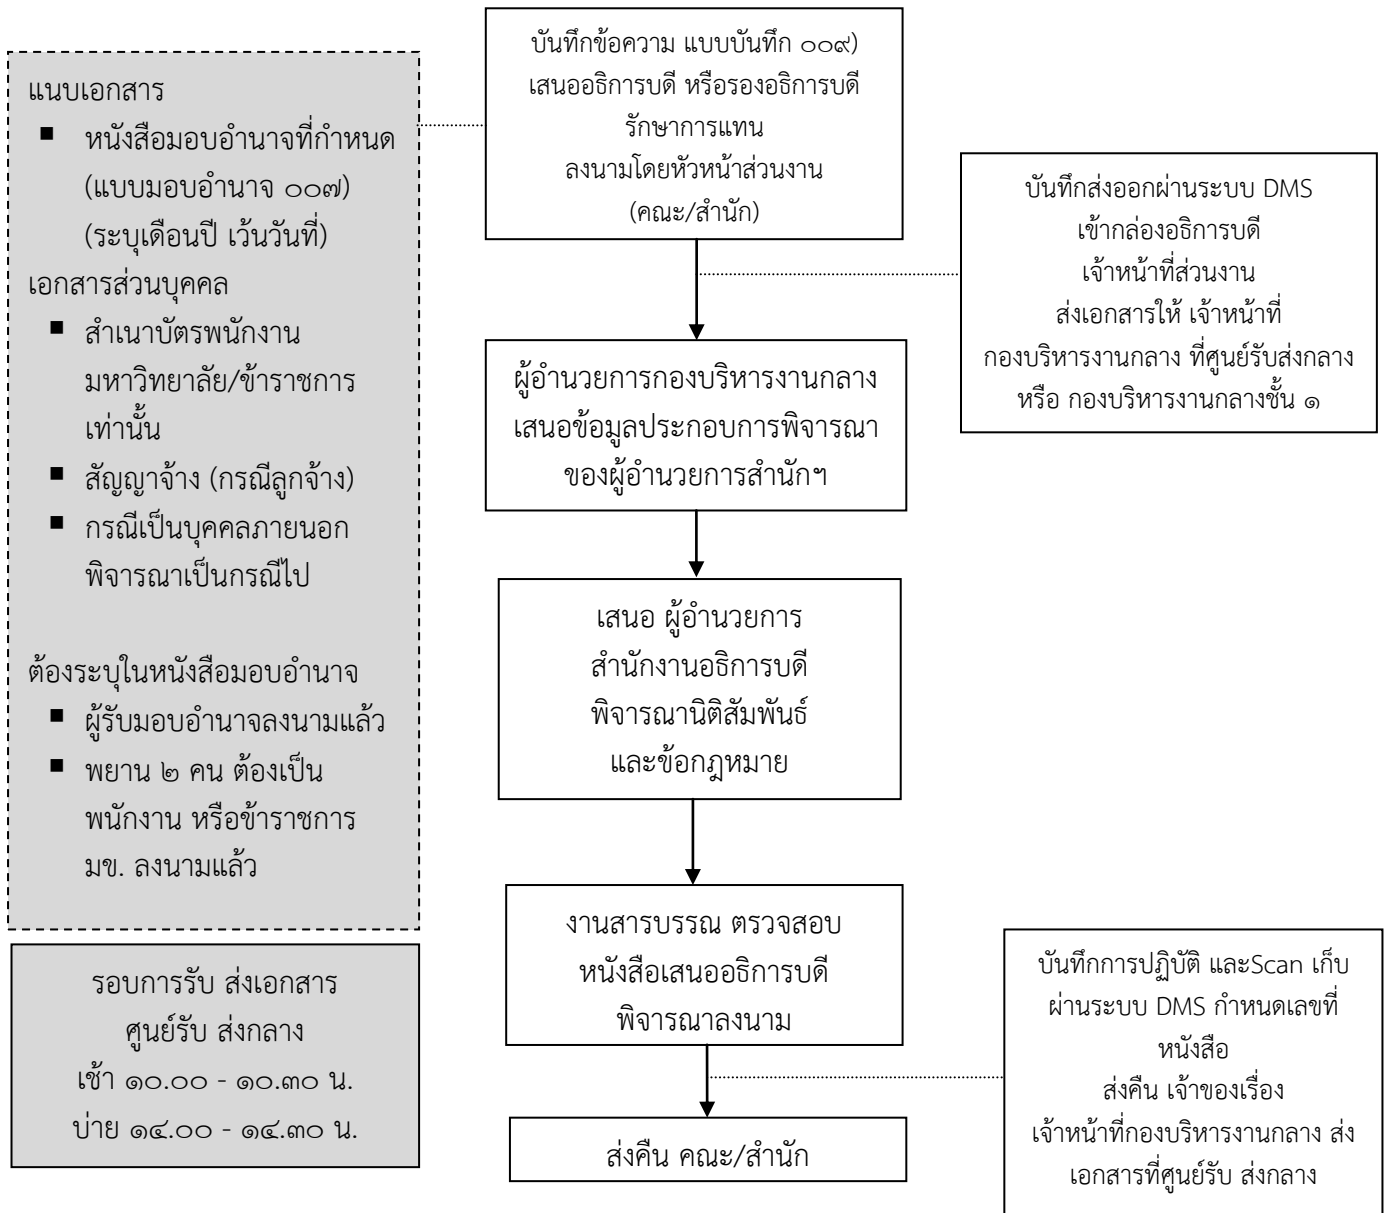 บันทึกข้อความ แบบบันทึก ๐๐๙)
เสนออธิการบดี หรือรองอธิการบดี
รักษาการแทน
ลงนามโดยหัวหน้าส่วนงาน
(คณะ/สำนัก)
แนบเอกสาร
■ หนังสือมอบอำนาจที่กำหนด
(แบบมอบอำนาจ ๐๐๗)
(ระบุเดือนปี เว้นวันที่)
เอกสารส่วนบุคคล
■ สำเนาบัตรพนักงาน
มหาวิทยาลัย/ข้าราชการ
เท่านั้น
■ สัญญาจ้าง (กรณีลูกจ้าง)
■ กรณีเป็นบุคคลภายนอก
พิจารณาเป็นกรณีไป
ต้องระบุในหนังสือมอบอำนาจ
■ ผู้รับมอบอำนาจลงนามแล้ว
■ พยาน ๒ คน ต้องเป็น
พนักงาน หรือข้าราชการ
มข. ลงนามแล้ว
รอบการรับ ส่งเอกสาร
ศูนย์รับ ส่งกลาง
เช้า ๑๐.๐๐ - ๑๐.๓๐ น.
บ่าย ๑๔.๐๐ - ๑๔.๓๐ น.
บันทึกส่งออกผ่านระบบ DMS
เข้ากล่องอธิการบดี
เจ้าหน้าที่ส่วนงาน
ส่งเอกสารให้ เจ้าหน้าที่
กองบริหารงานกลาง ที่ศูนย์รับส่งกลาง
หรือ กองบริหารงานกลางชั้น ๑
ผู้อำนวยการกองบริหารงานกลาง
เสนอข้อมูลประกอบการพิจารณา
ของผู้อำนวยการสำนักฯ
เสนอ ผู้อำนวยการ
สำนักงานอธิการบดี
พิจารณานิติสัมพันธ์
และข้อกฎหมาย
งานสารบรรณ ตรวจสอบ
หนังสือเสนออธิการบดี
พิจารณาลงนาม
บันทึกการปฏิบัติ และScan เก็บ
ผ่านระบบ DMS กำหนดเลขที่
หนังสือ
ส่งคืน เจ้าของเรื่อง
เจ้าหน้าที่กองบริหารงานกลาง ส่ง
เอกสารที่ศูนย์รับ ส่งกลาง
ส่งคืน คณะ/สำนัก